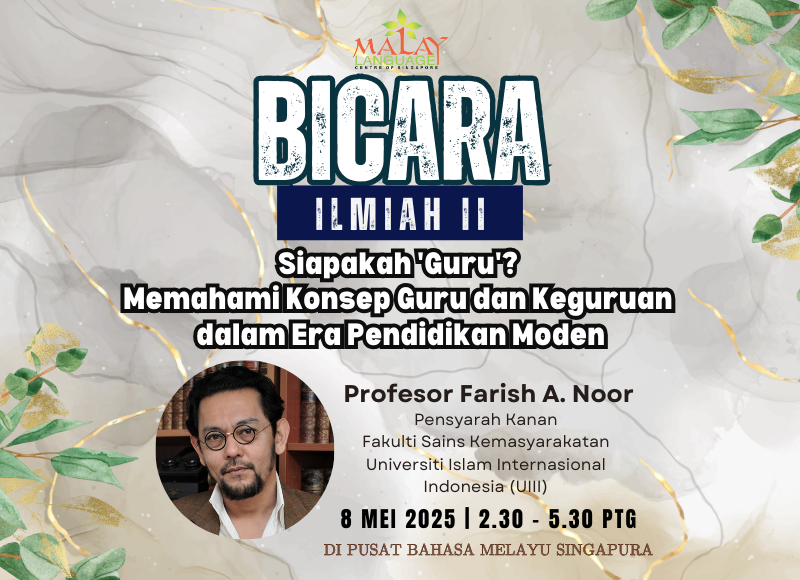 MALAY
LANGUAGE
CENTRE OF SINGAPORE
BICARA
ILMIAH II
Siapakah 'Guru'?
Memahami Konsep Guru dan Keguruan
dalam Era Pendidikan Moden
Profesor Farish A. Noor
Pensyarah Kanan
Fakulti Sains Kemasyarakatan
Universiti Islam Internasional
Indonesia (UIII)
8 MEI 2025 | 2.30 - 5.30 PTG
DI PUSAT BAHASA MELAYU SINGAPURA